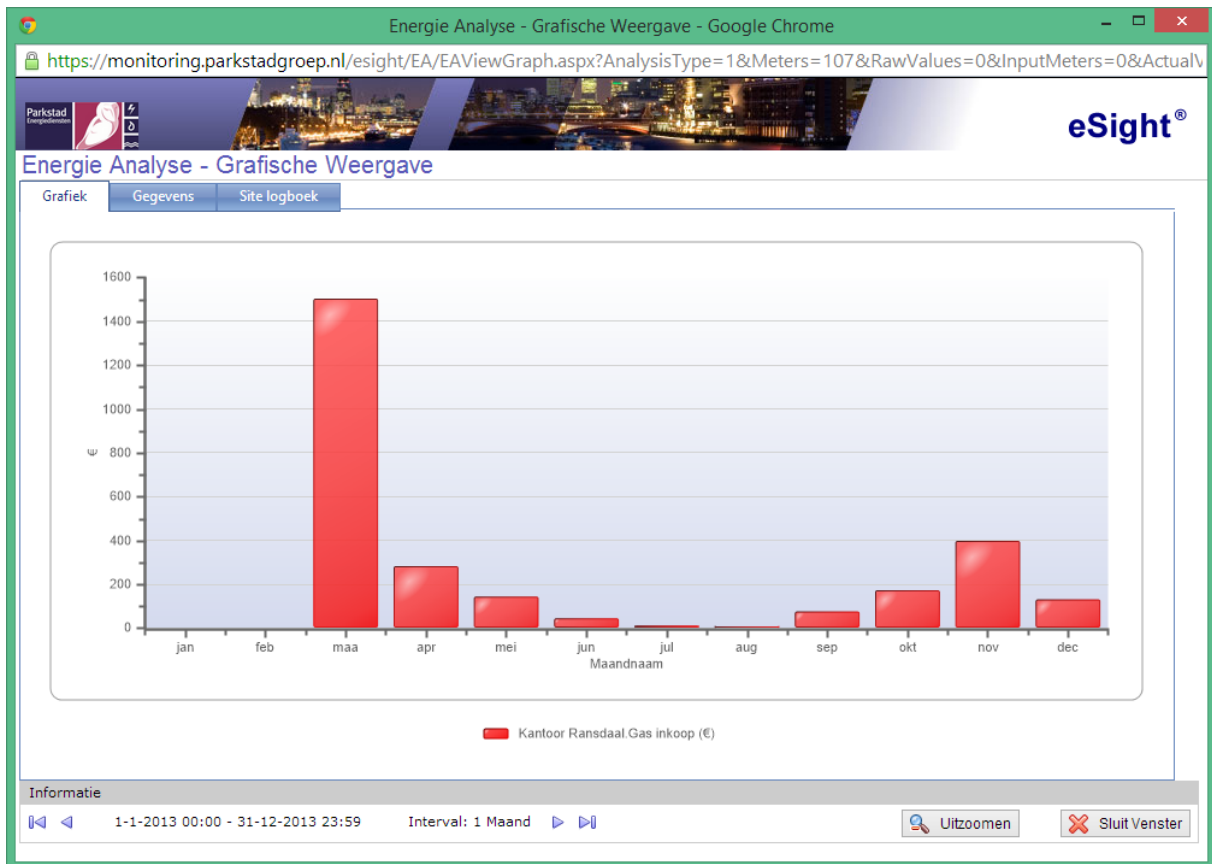 Energie Analyse - Grafische Weergave - Google Chrome
https://monitoring.parkstadgroep.nl/esight/EA/EAViewGraph.aspx?AnalysisType=1&Meters=107&RawValues=0&InputMeters=0&ActualV
Parkstad
Energiediensten
eSight®
Energie Analyse - Grafische Weergave
Grafiek Gegevens Site logboek
1600
1400
1200
1000
€ 800
600
400
200
0
jan feb maa apr mei jun jul aug sep okt nov dec
Maandnaam
Kantoor Ransdaal.Gas inkoop (€)
Informatie
1-1-2013 00:00 - 31-12-2013 23:59 Interval: 1 Maand Uitzoomen Sluit Venster